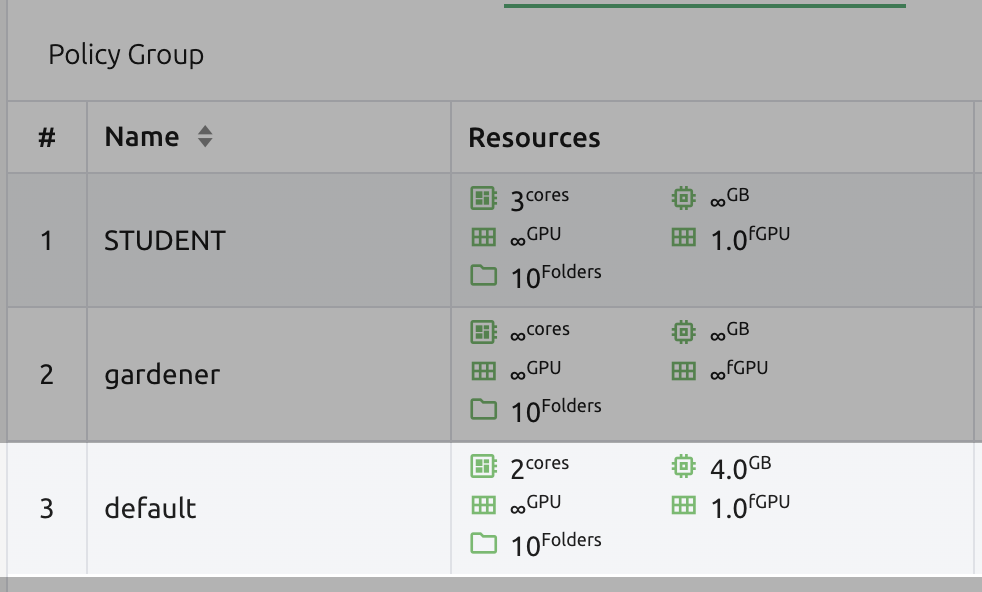 Policy Group
# Name Resources
1 STUDENT
3 cores ∞ GB
∞ GPU 1.0 fGPU
10 Folders
2 gardener
∞ cores ∞ GB
∞ GPU ∞ fGPU
10 Folders
3 default
2 cores 4.0 GB
∞ GPU 1.0 fGPU
10 Folders